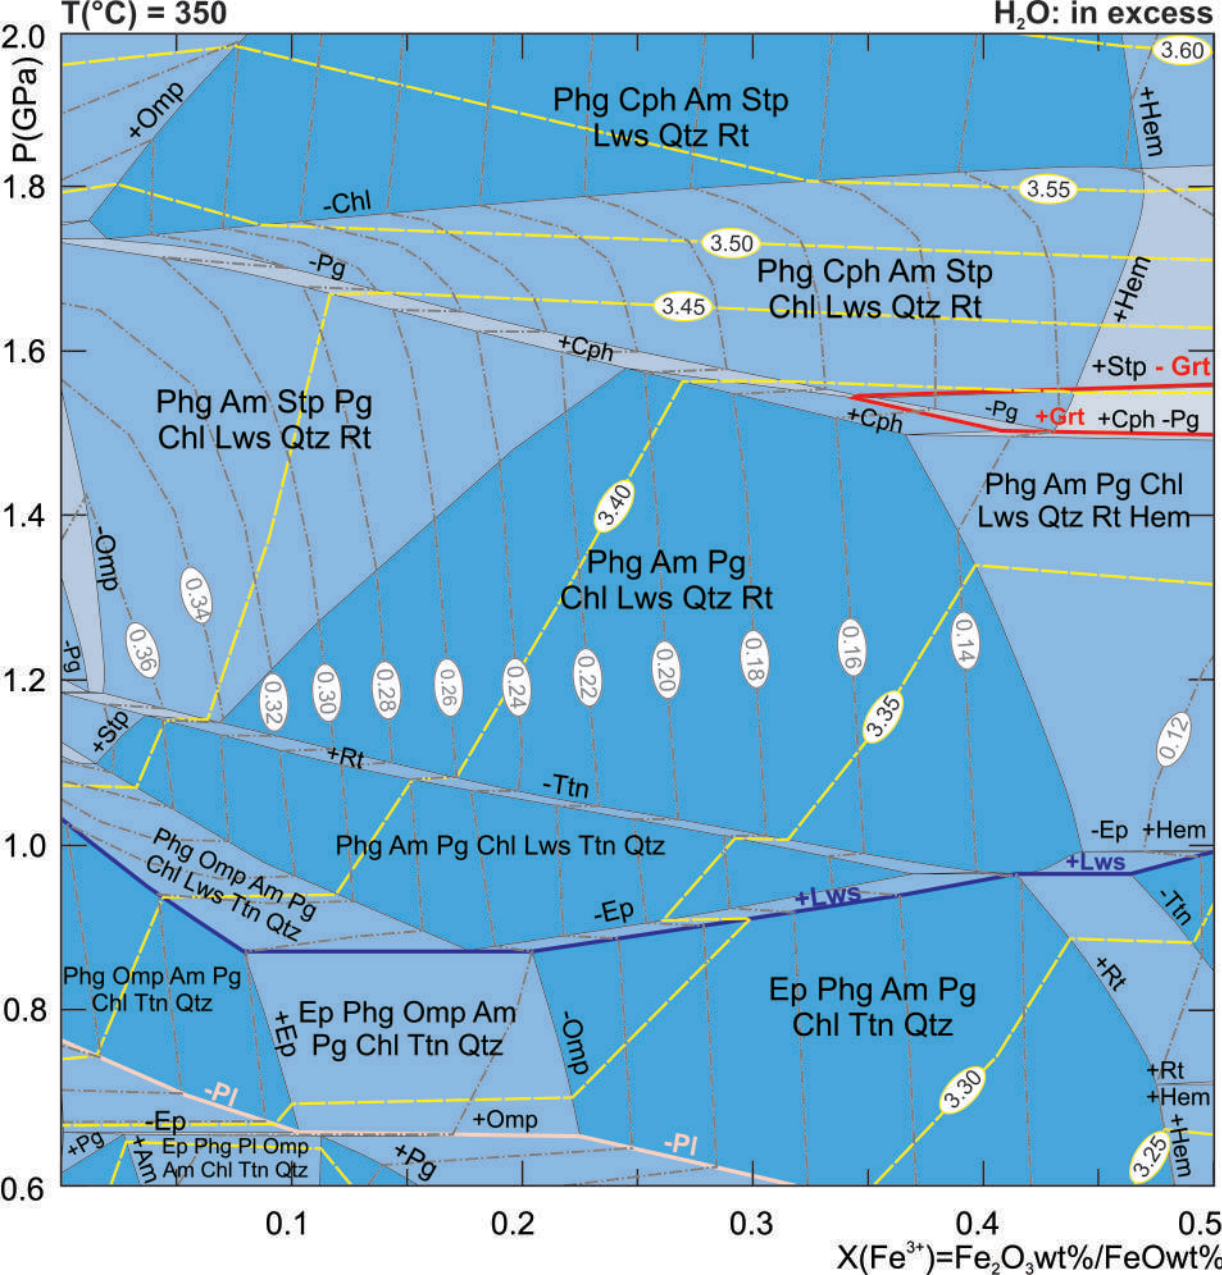 T(°C) = 350
H₂O: in excess
P(GPa)
2.0
1.8
1.6
1.4
1.2
1.0
0.8
0.6
3.60
+Omp
Phg Cph Am Stp
Lws Qtz Rt
+Hem
-Chl
3.55
3.50
-Pg
Phg Cph Am Stp
Chl Lws Qtz Rt
+Hem
3.45
+Cph
+Stp - Grt
Phg Am Stp Pg
Chl Lws Qtz Rt
+Cph
-Pg
+Grt
+Cph -Pg
Phg Am Pg Chl
Lws Qtz Rt Hem
3.40
-Omp
Phg Am Pg
Chl Lws Qtz Rt
0.34
0.36
-Pg
0.32
0.30
0.28
0.26
0.24
0.22
0.20
0.18
0.16
0.14
3.35
0.12
+Stp
+Rt
-Ttn
Phg Am Pg Chl Lws Ttn Qtz
-Ep +Hem
+Lws
Phg Omp Am Pg
Chl Lws Ttn Qtz
-Ep
+Lws
-Ttn
Phg Omp Am Pg
Chl Ttn Qtz
+Ep
Ep Phg Omp Am
Pg Chl Ttn Qtz
-Omp
Ep Phg Am Pg
Chl Ttn Qtz
+Rt
-Pl
+Rt
+Hem
3.30
-Ep
+Omp
+Pg
+Am
Ep Phg Pl Omp
Am Chl Ttn Qtz
+Pg
-Pl
3.25
+Hem
0.1
0.2
0.3
0.4
0.5
X(Fe³⁺)=Fe₂O₃wt%/FeOwt%